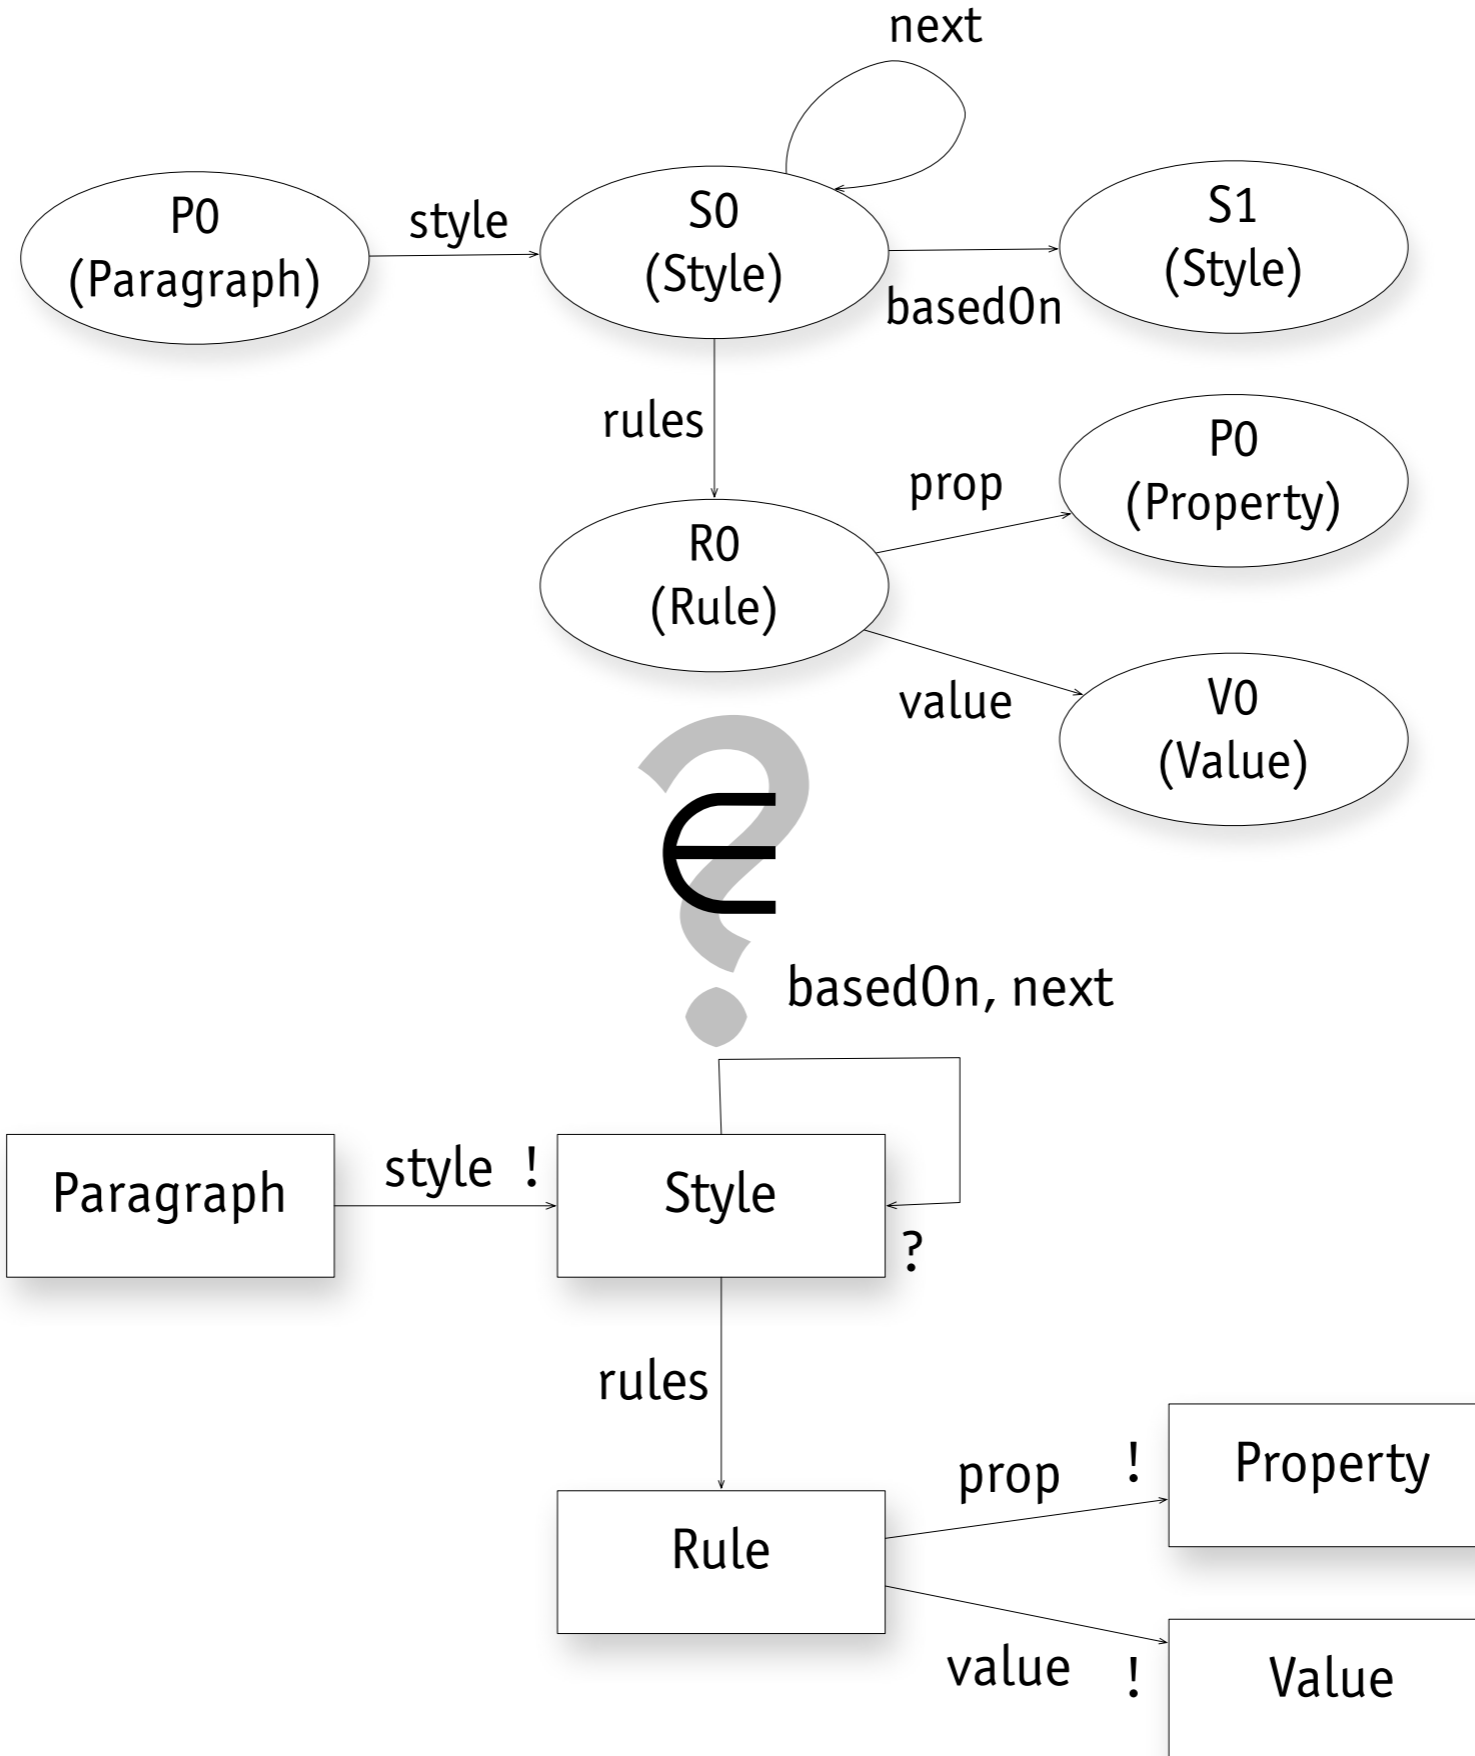 next
P0
(Paragraph)
style
S0
(Style)
S1
(Style)
basedOn
rules
prop
P0
(Property)
R0
(Rule)
value
V0
(Value)
?
∈
basedOn, next
Paragraph
style !
Style
?
rules
prop !
Property
Rule
value !
Value